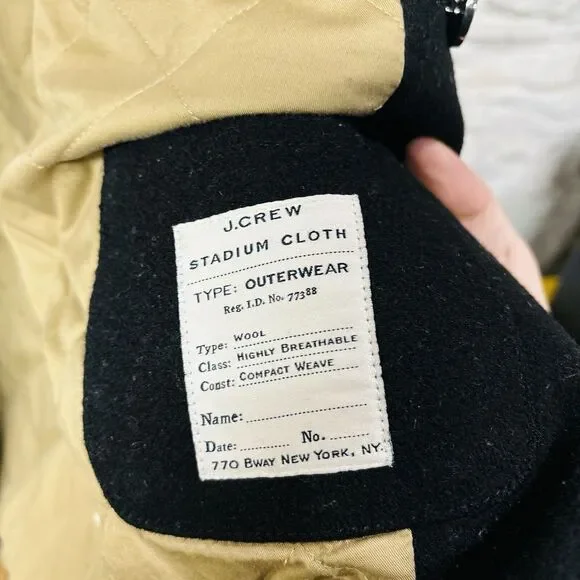 J.CREW
STADIUM CLOTH
TYPE: OUTERWEAR
Reg. I.D. No. 77388
Type: WOOL
Class: HIGHLY BREATHABLE
Const: COMPACT WEAVE
Name:
Date: No.
770 BWAY NEW YORK, NY.